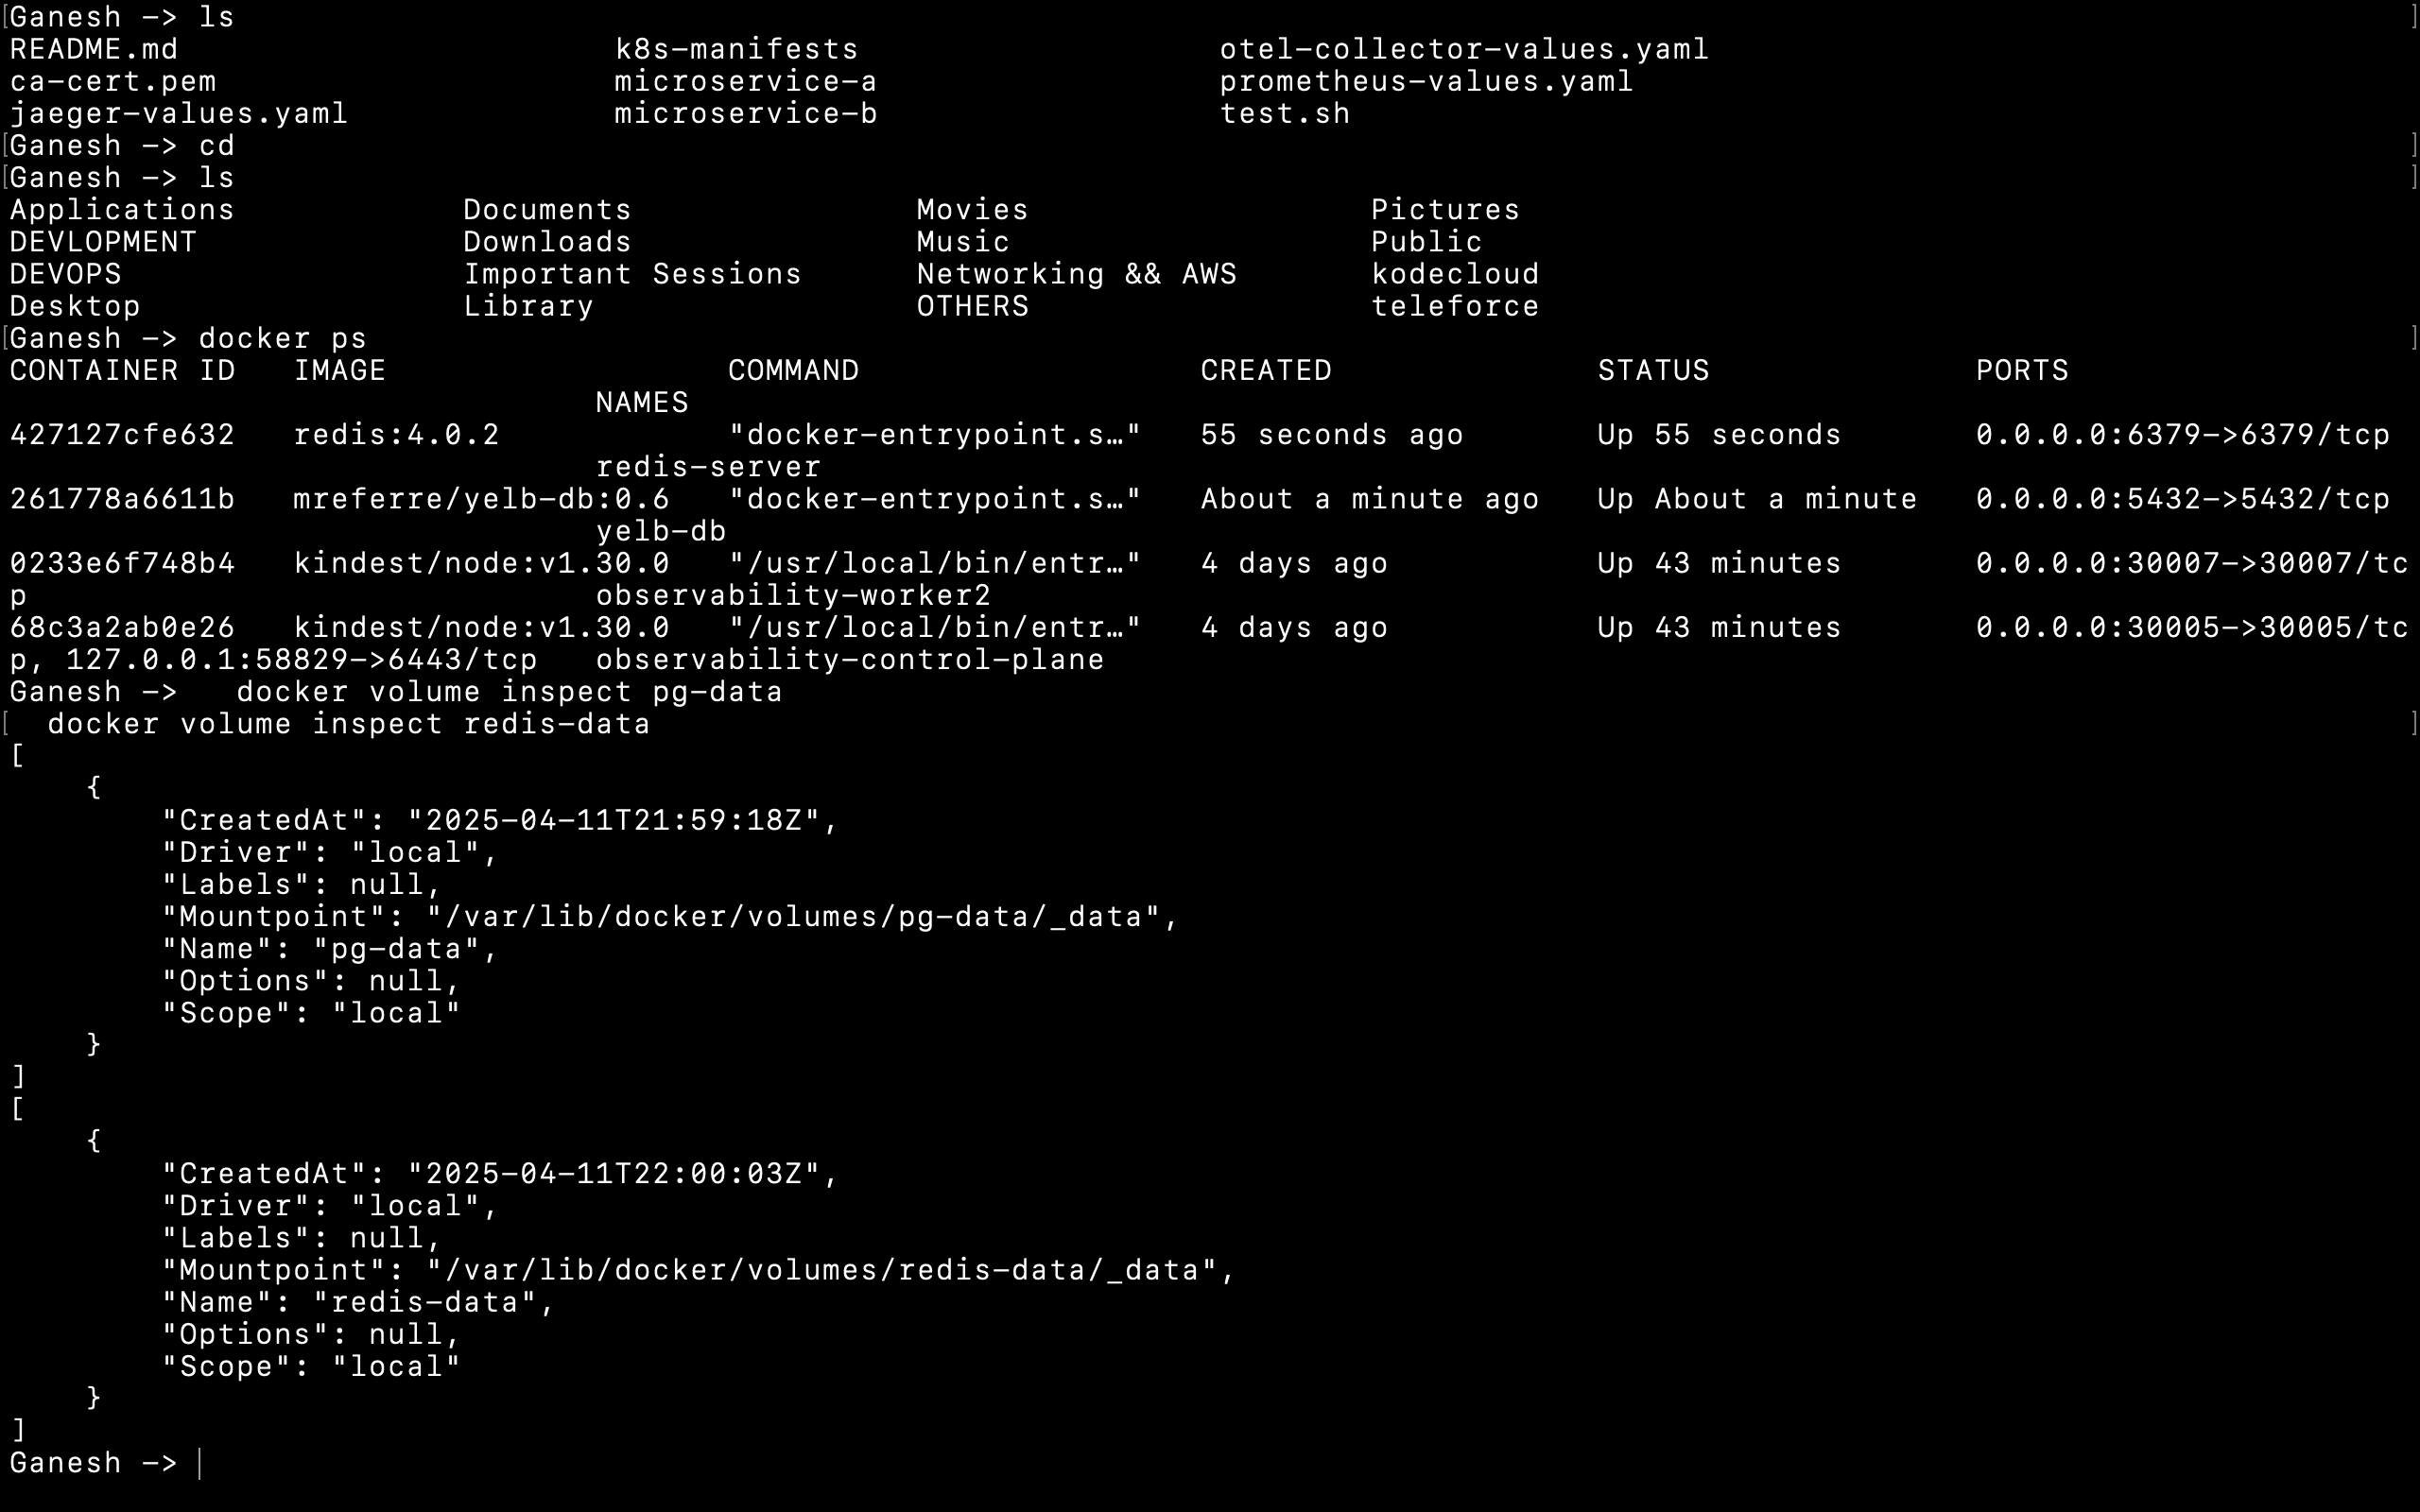 [Ganesh -> ls ]
README.md k8s-manifests otel-collector-values.yaml
ca-cert.pem microservice-a prometheus-values.yaml
jaeger-values.yaml microservice-b test.sh
[Ganesh -> cd ]
[Ganesh -> ls ]
Applications Documents Movies Pictures
DEVLOPMENT Downloads Music Public
DEVOPS Important Sessions Networking && AWS kodecloud
Desktop Library OTHERS teleforce
[Ganesh -> docker ps ]
CONTAINER ID IMAGE COMMAND CREATED STATUS PORTS
NAMES
427127cfe632 redis:4.0.2 "docker-entrypoint.s…" 55 seconds ago Up 55 seconds 0.0.0.0:6379->6379/tcp
redis-server
261778a6611b mreferre/yelb-db:0.6 "docker-entrypoint.s…" About a minute ago Up About a minute 0.0.0.0:5432->5432/tcp
yelb-db
0233e6f748b4 kindest/node:v1.30.0 "/usr/local/bin/entr…" 4 days ago Up 43 minutes 0.0.0.0:30007->30007/tc
p observability-worker2
68c3a2ab0e26 kindest/node:v1.30.0 "/usr/local/bin/entr…" 4 days ago Up 43 minutes 0.0.0.0:30005->30005/tc
p, 127.0.0.1:58829->6443/tcp observability-control-plane
Ganesh -> docker volume inspect pg-data
[ docker volume inspect redis-data ]
[
{
"CreatedAt": "2025-04-11T21:59:18Z",
"Driver": "local",
"Labels": null,
"Mountpoint": "/var/lib/docker/volumes/pg-data/_data",
"Name": "pg-data",
"Options": null,
"Scope": "local"
}
]
[
{
"CreatedAt": "2025-04-11T22:00:03Z",
"Driver": "local",
"Labels": null,
"Mountpoint": "/var/lib/docker/volumes/redis-data/_data",
"Name": "redis-data",
"Options": null,
"Scope": "local"
}
]
Ganesh ->